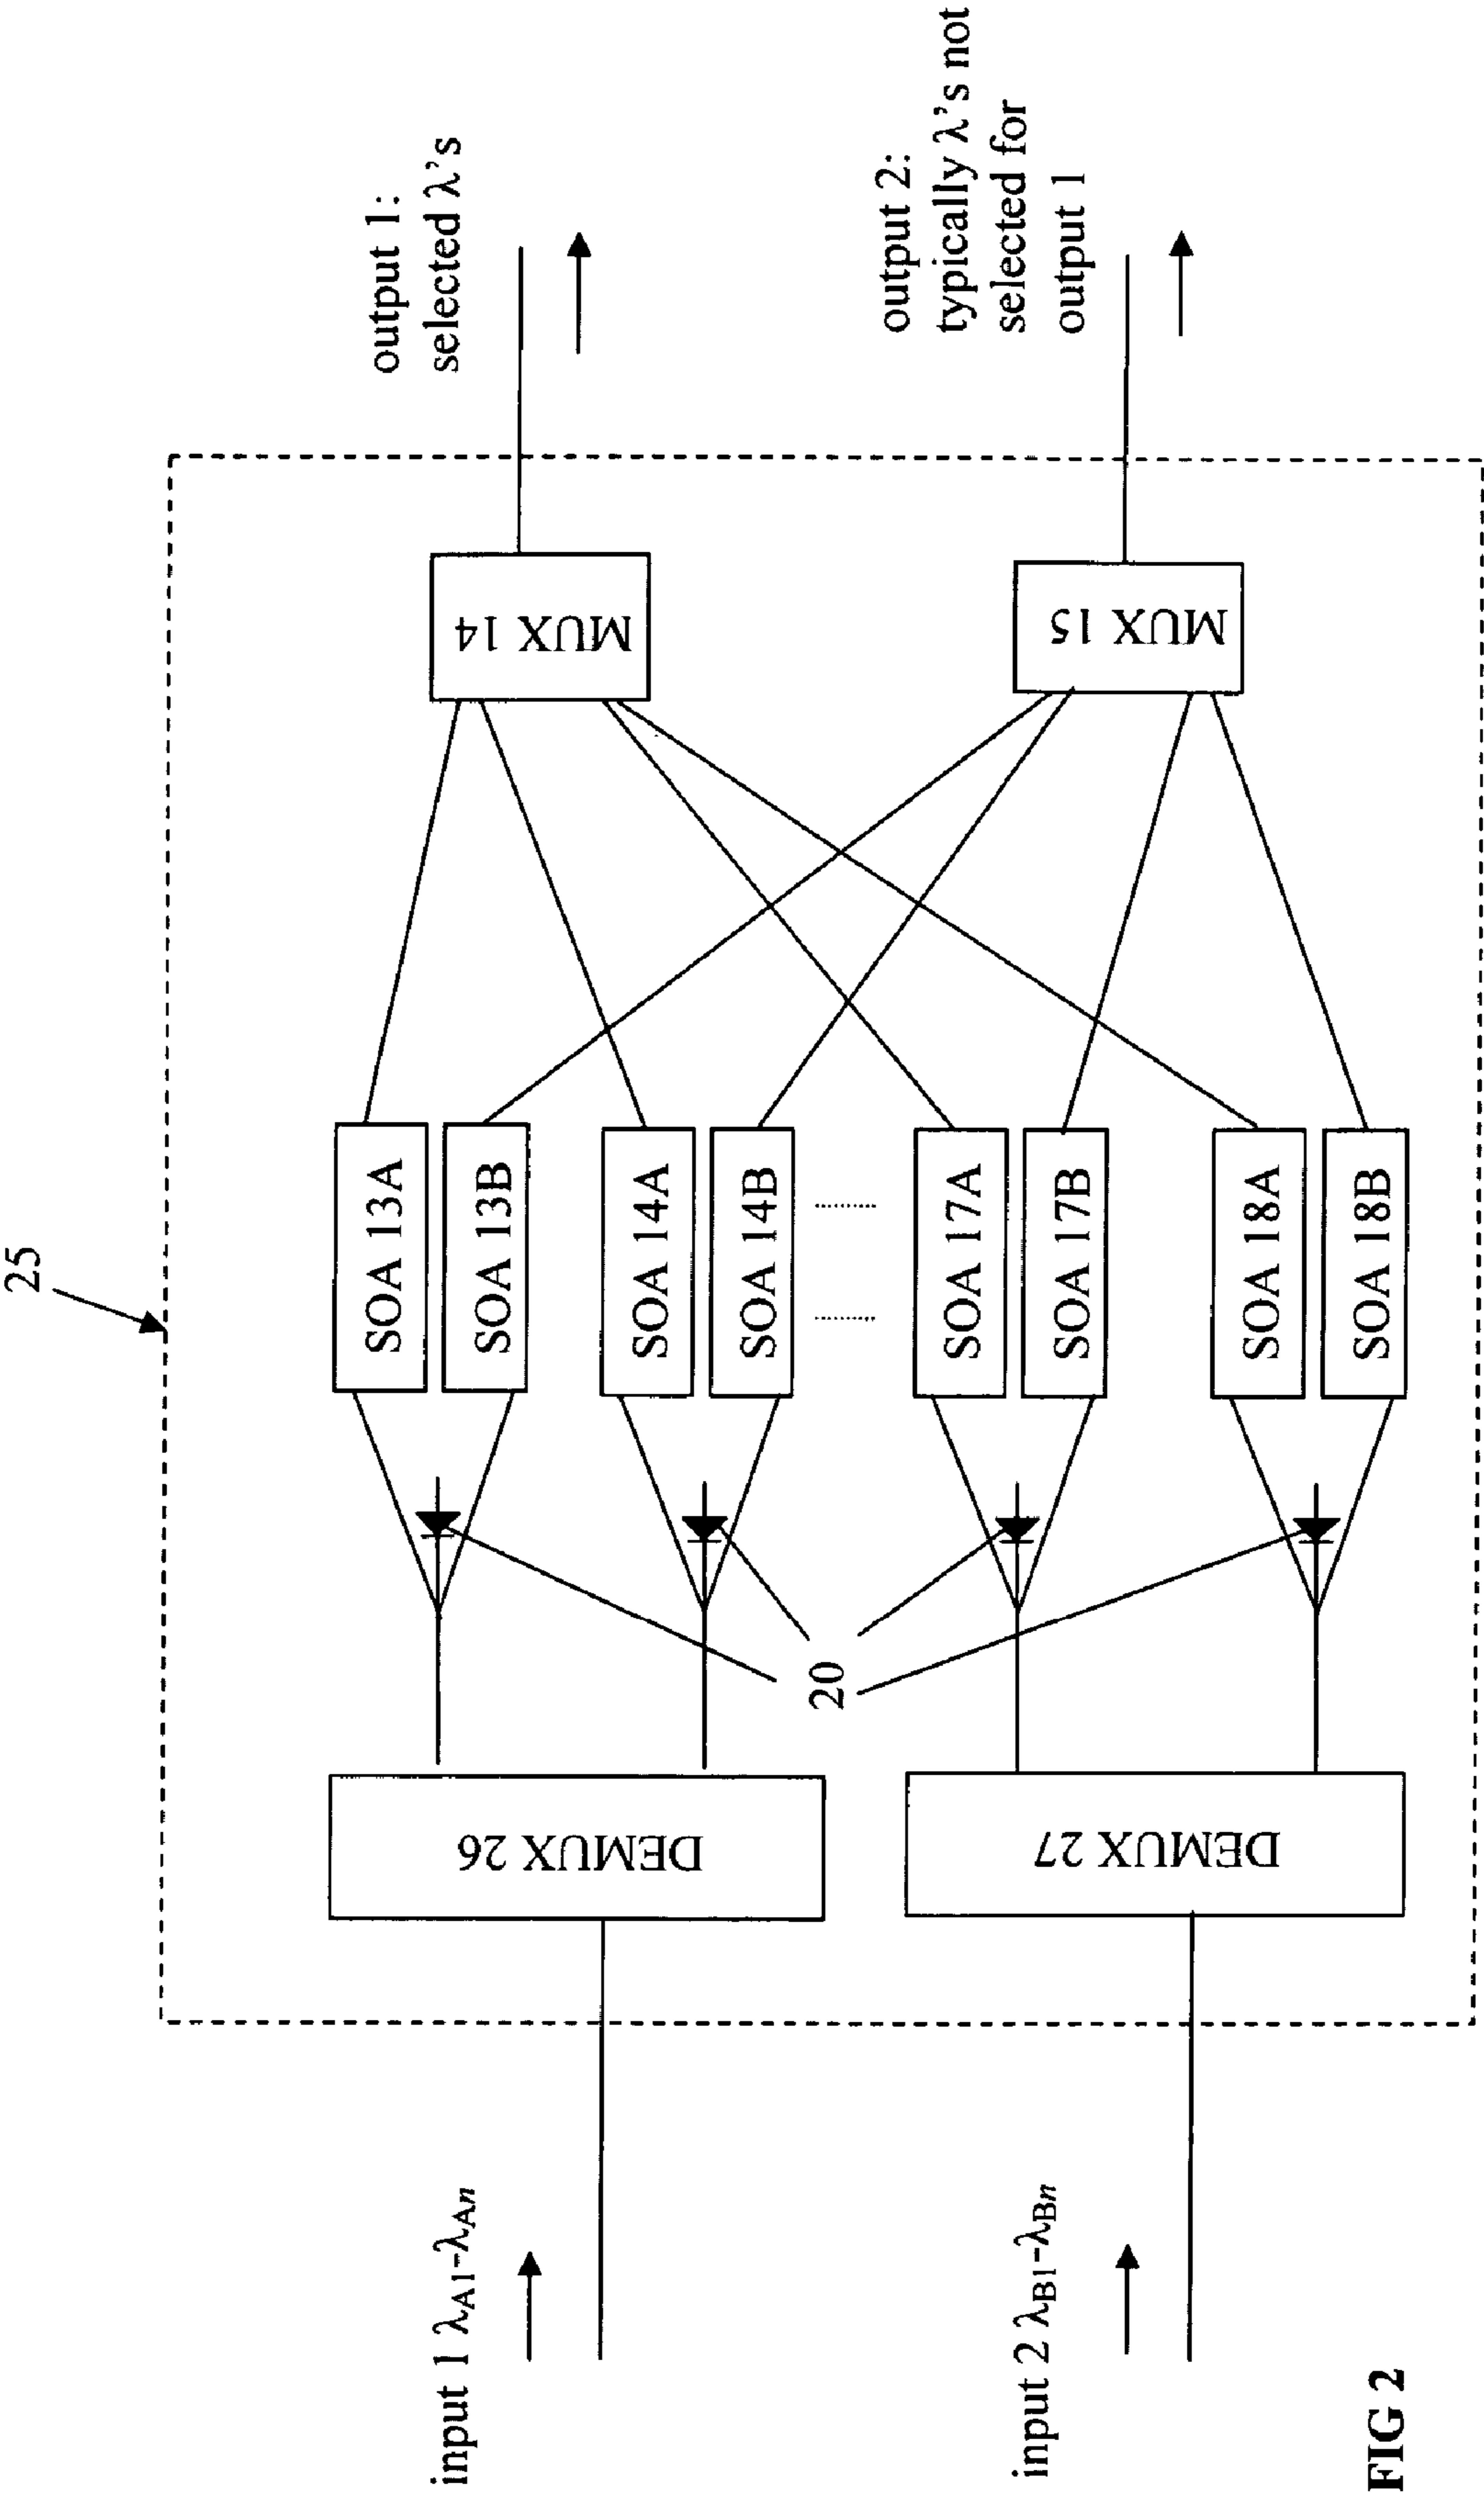 25
input 1 λA1-λAn
input 2 λB1-λBn
DEMUX 26
DEMUX 27
20
SOA 13A
SOA 13B
SOA 14A
SOA 14B
SOA 17A
SOA 17B
SOA 18A
SOA 18B
MUX 14
MUX 15
output 1:
selected λ's
output 2:
typically λ's not
selected for
output 1
FIG 2